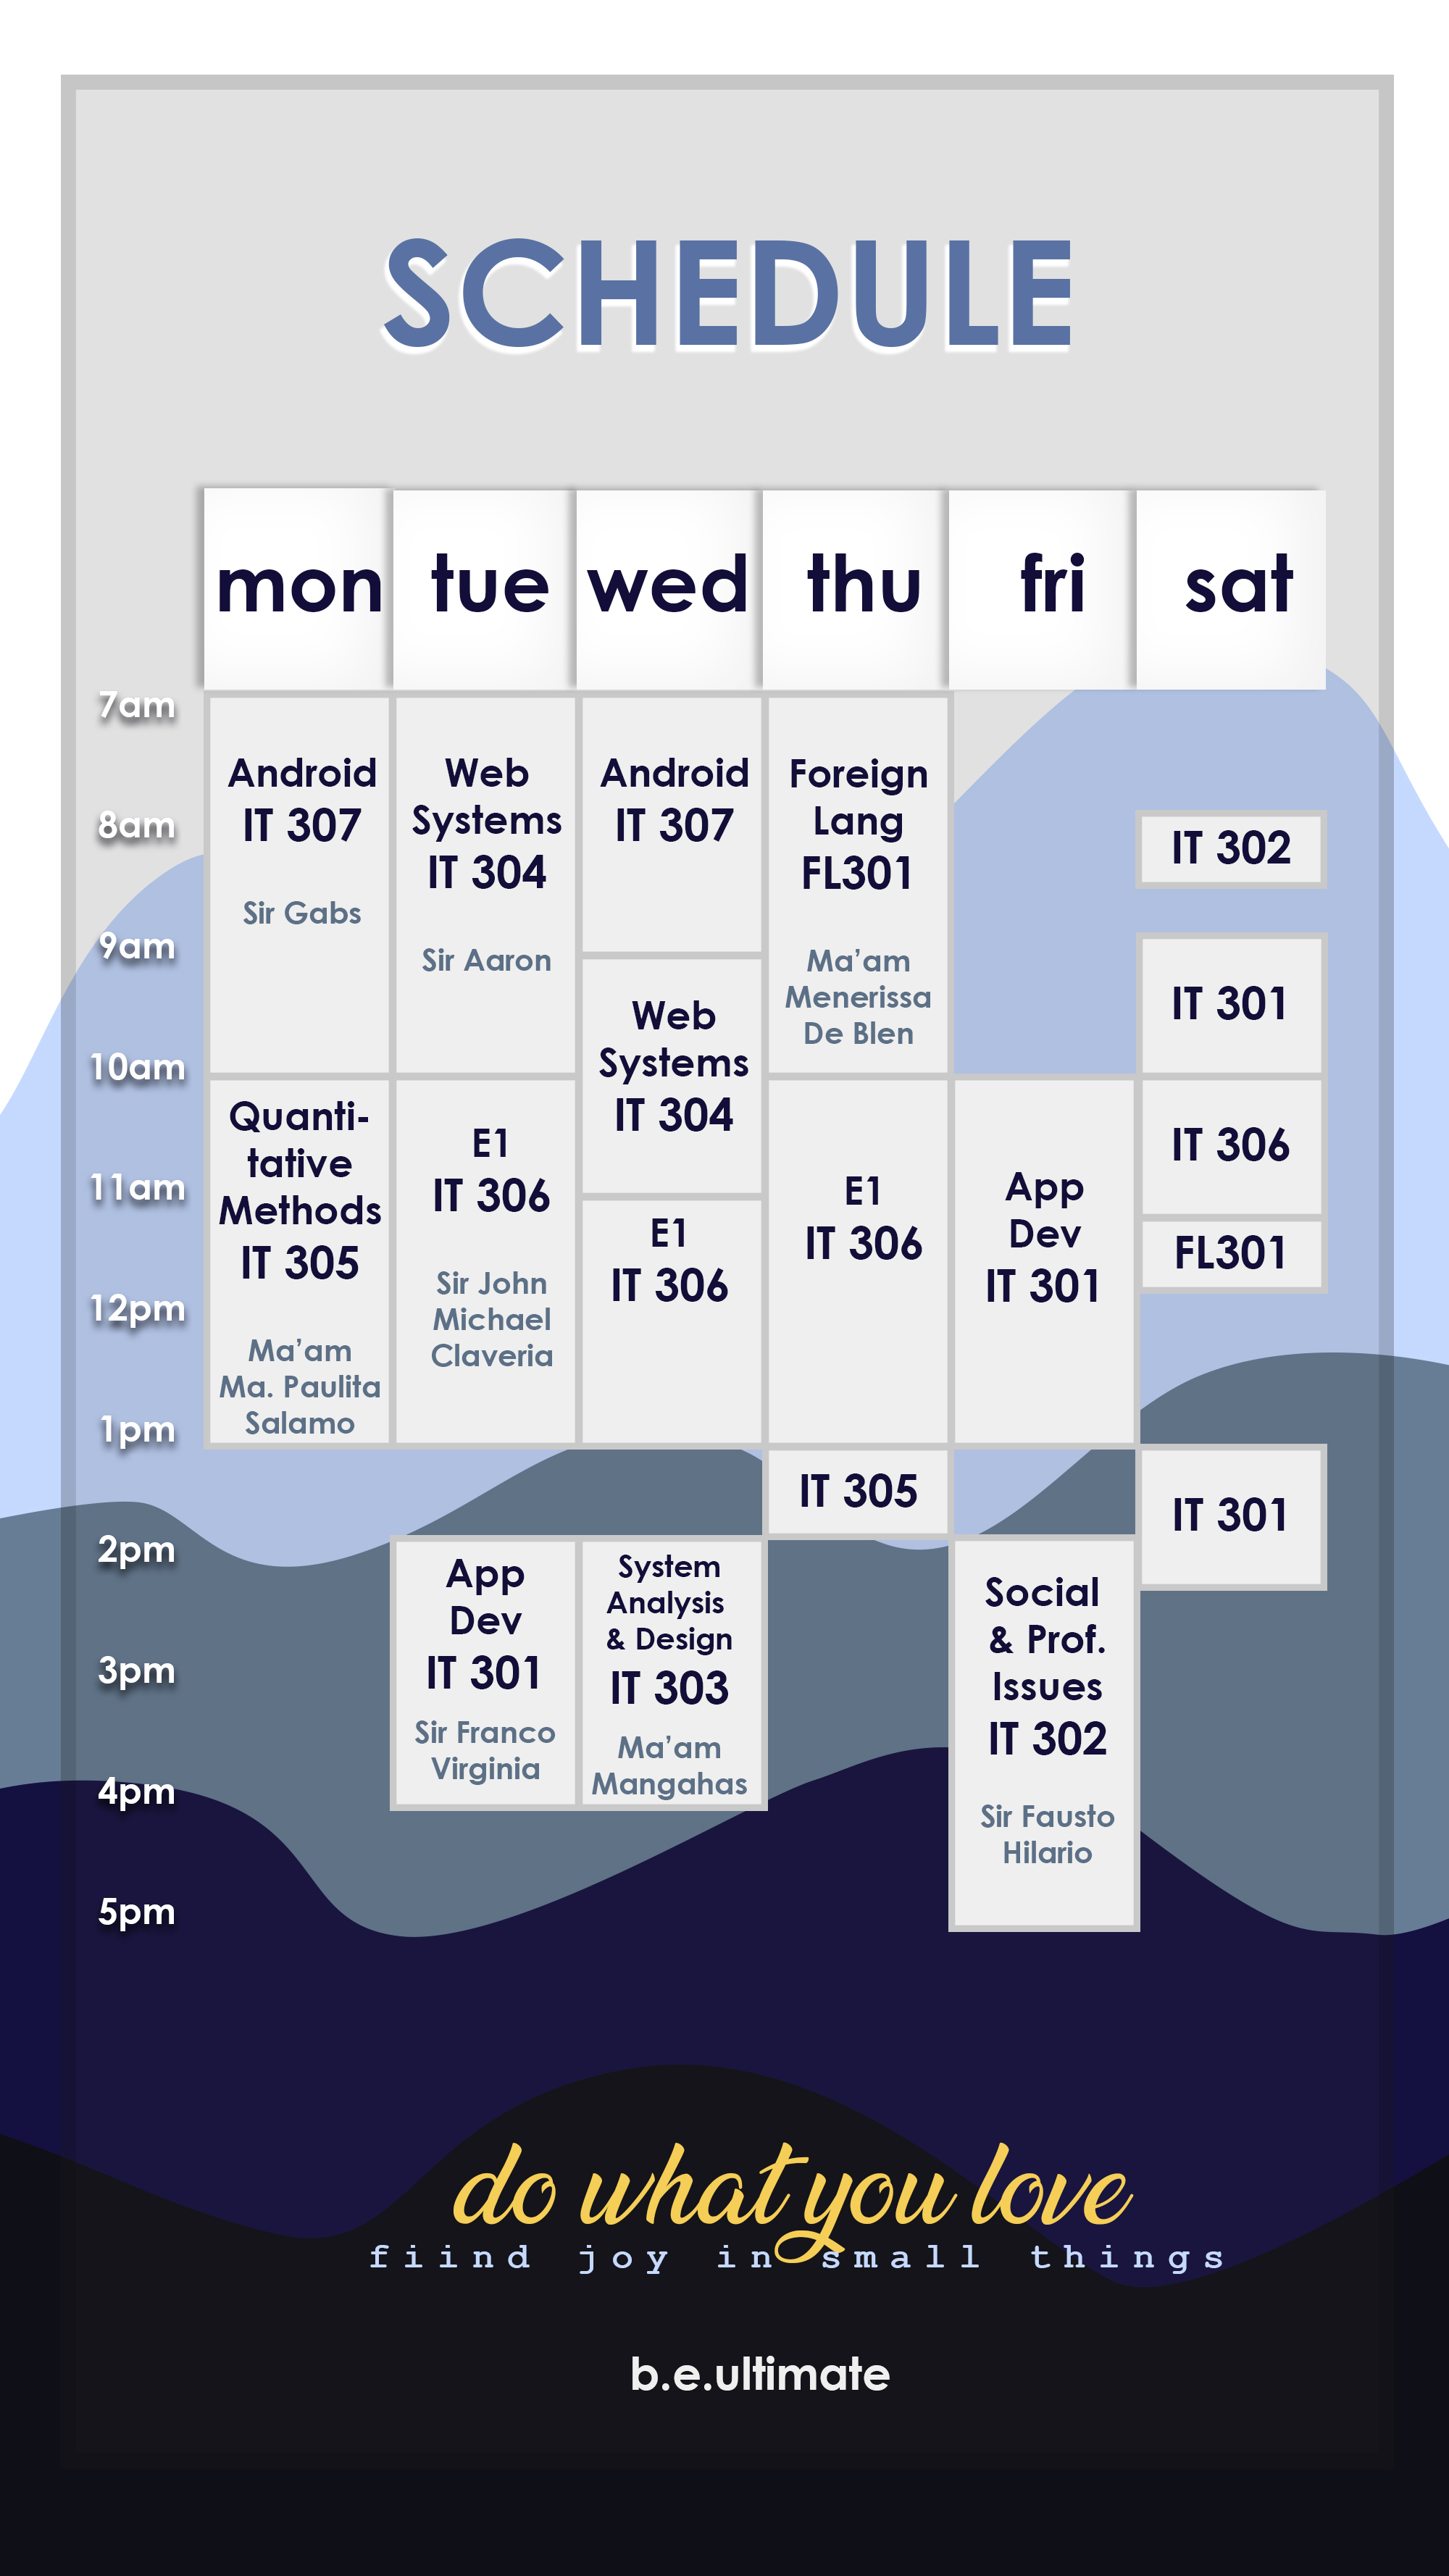 SCHEDULE
mon tue wed thu fri sat
7am
8am
9am
10am
11am
12pm
1pm
2pm
3pm
4pm
5pm
Android
IT 307
Sir Gabs
Quanti-
tative
Methods
IT 305
Ma’am
Ma. Paulita
Salamo
Web
Systems
IT 304
Sir Aaron
E1
IT 306
Sir John
Michael
Claveria
App
Dev
IT 301
Sir Franco
Virginia
Android
IT 307
Web
Systems
IT 304
E1
IT 306
System
Analysis
& Design
IT 303
Ma’am
Mangahas
Foreign
Lang
FL301
Ma’am
Menerissa
De Blen
E1
IT 306
IT 305
App
Dev
IT 301
Social
& Prof.
Issues
IT 302
Sir Fausto
Hilario
IT 302
IT 301
IT 306
FL301
IT 301
do what you love
fiind joy in small things
b.e.ultimate